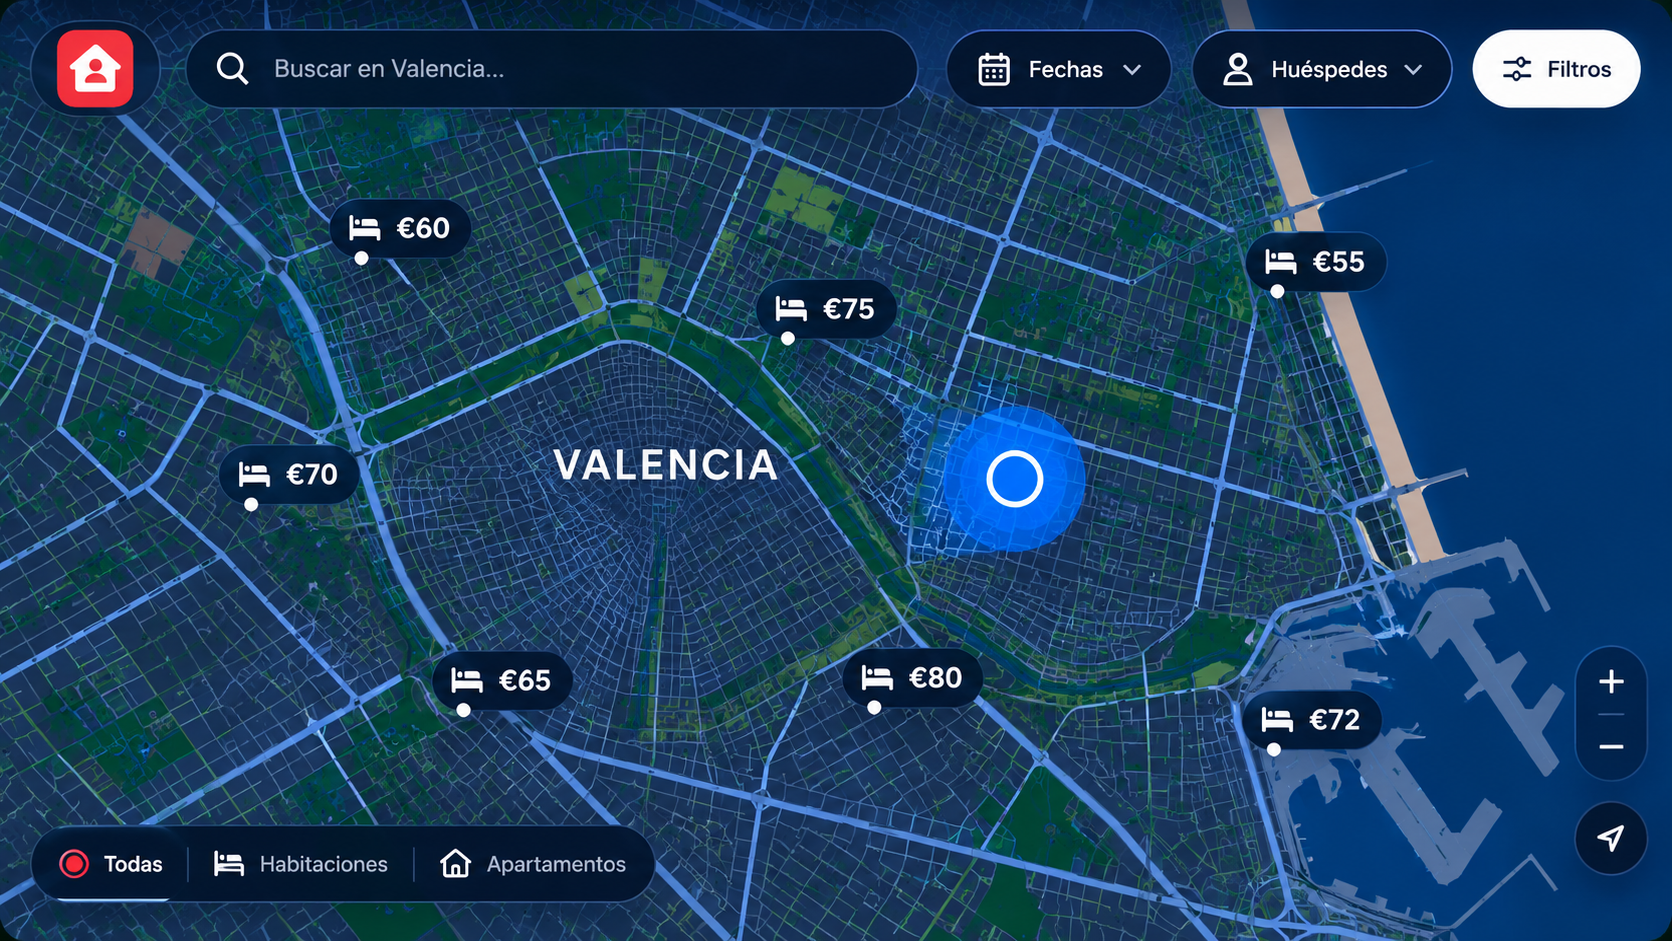 Buscar en Valencia...
Fechas
Huéspedes
Filtros
€60
€55
€75
VALENCIA
€70
€65
€80
€72
+
−
Todas
Habitaciones
Apartamentos